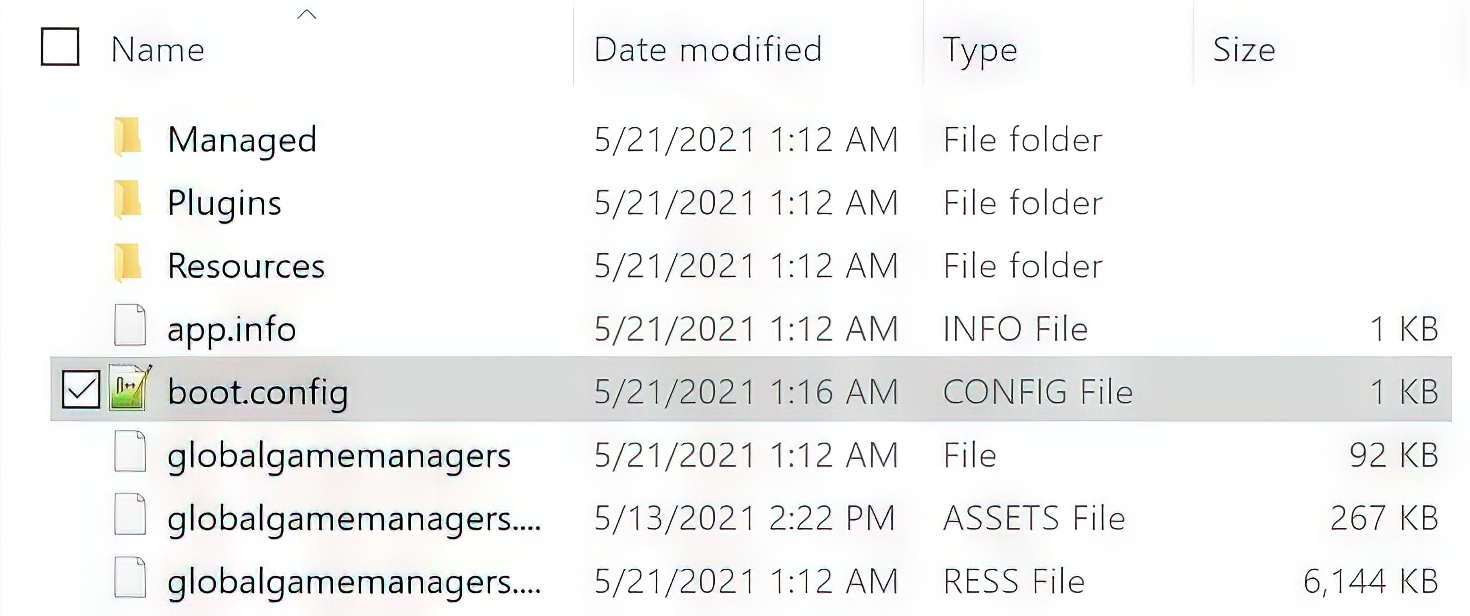 Name Date modified Type Size
Managed 5/21/2021 1:12 AM File folder
Plugins 5/21/2021 1:12 AM File folder
Resources 5/21/2021 1:12 AM File folder
app.info 5/21/2021 1:12 AM INFO File 1 KB
boot.config 5/21/2021 1:16 AM CONFIG File 1 KB
globalgamemanagers 5/21/2021 1:12 AM File 92 KB
globalgamemanagers.... 5/13/2021 2:22 PM ASSETS File 267 KB
globalgamemanagers.... 5/21/2021 1:12 AM RESS File 6,144 KB